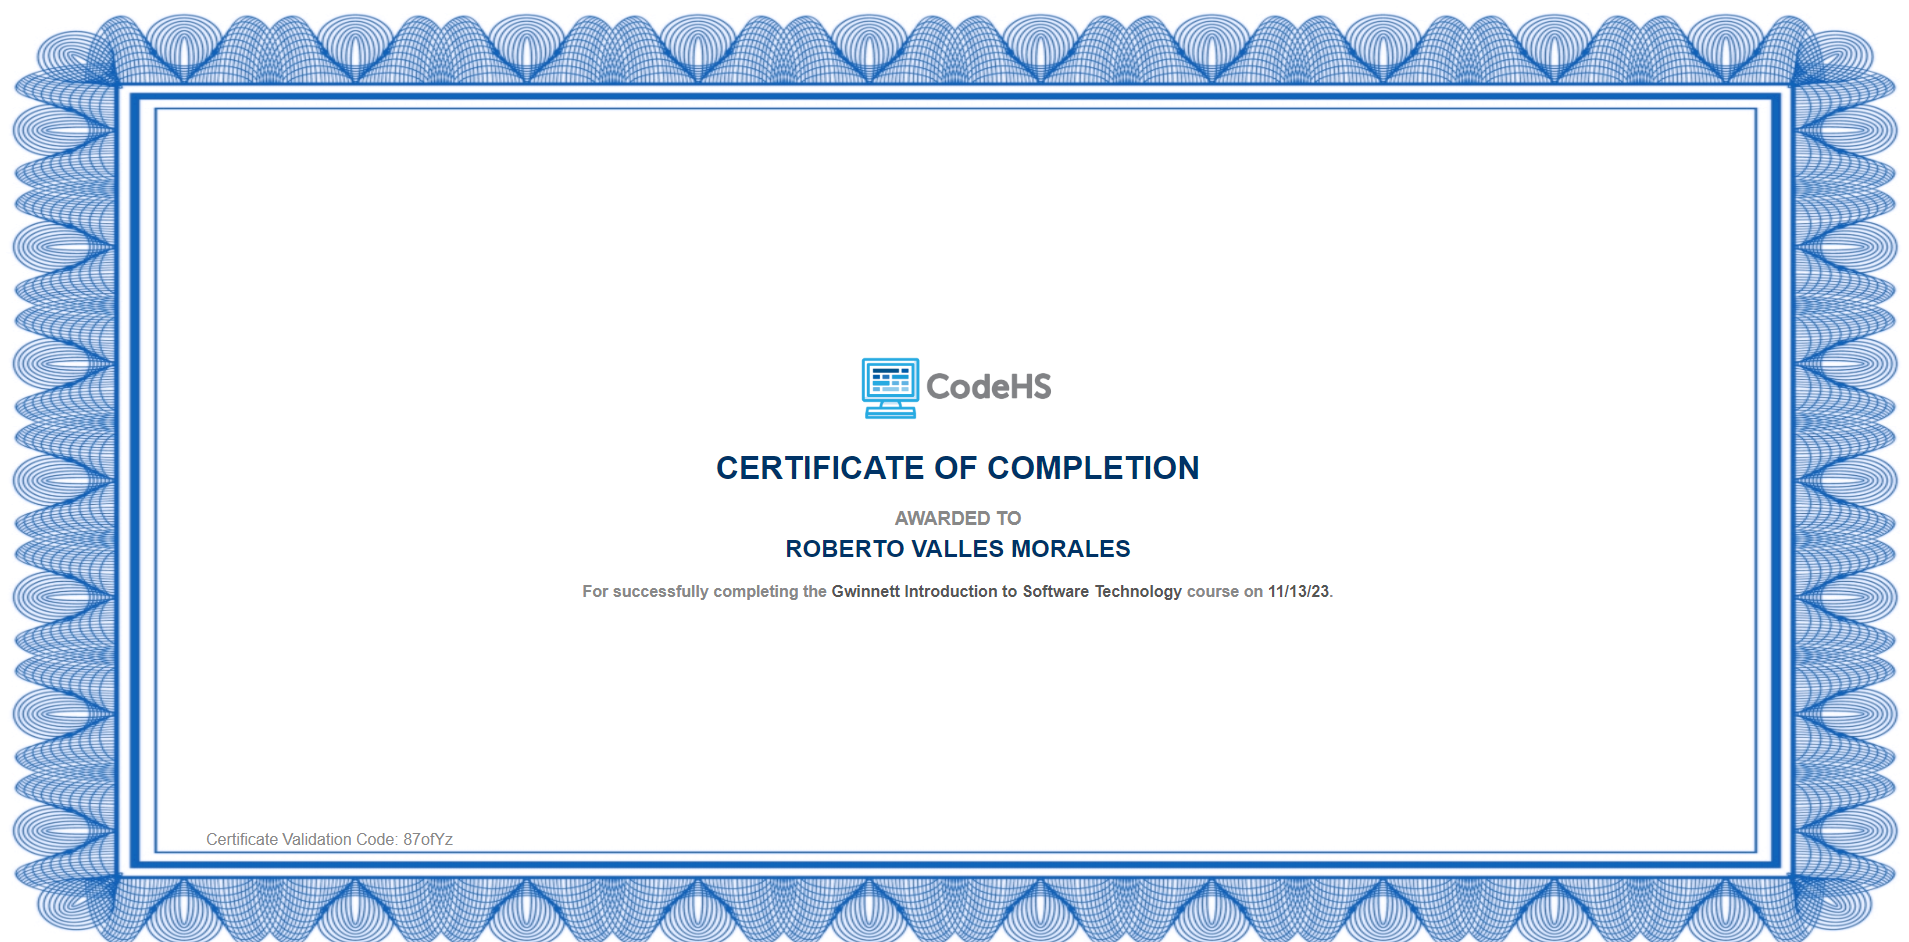 CodeHS
CERTIFICATE OF COMPLETION
AWARDED TO
ROBERTO VALLES MORALES
For successfully completing the Gwinnett Introduction to Software Technology course on 11/13/23.
Certificate Validation Code: 87ofYz